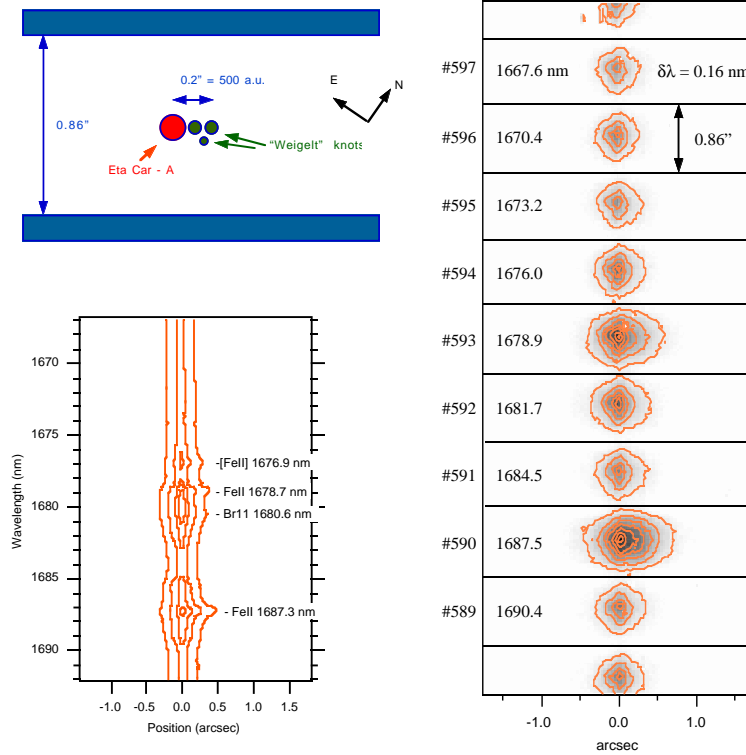 0.2" = 500 a.u.
E
N
0.86"
"Weigelt" knots
Eta Car - A
1670
1675
1680
1685
1690
Wavelength (nm)
-[FeII] 1676.9 nm
- FeII 1678.7 nm
- Br11 1680.6 nm
- FeII 1687.3 nm
-1.0
-0.5
0.0
0.5
1.0
1.5
Position (arcsec)
#597 1667.6 nm δλ = 0.16 nm
#596 1670.4 0.86”
#595 1673.2
#594 1676.0
#593 1678.9
#592 1681.7
#591 1684.5
#590 1687.5
#589 1690.4
-1.0
0.0
1.0
arcsec